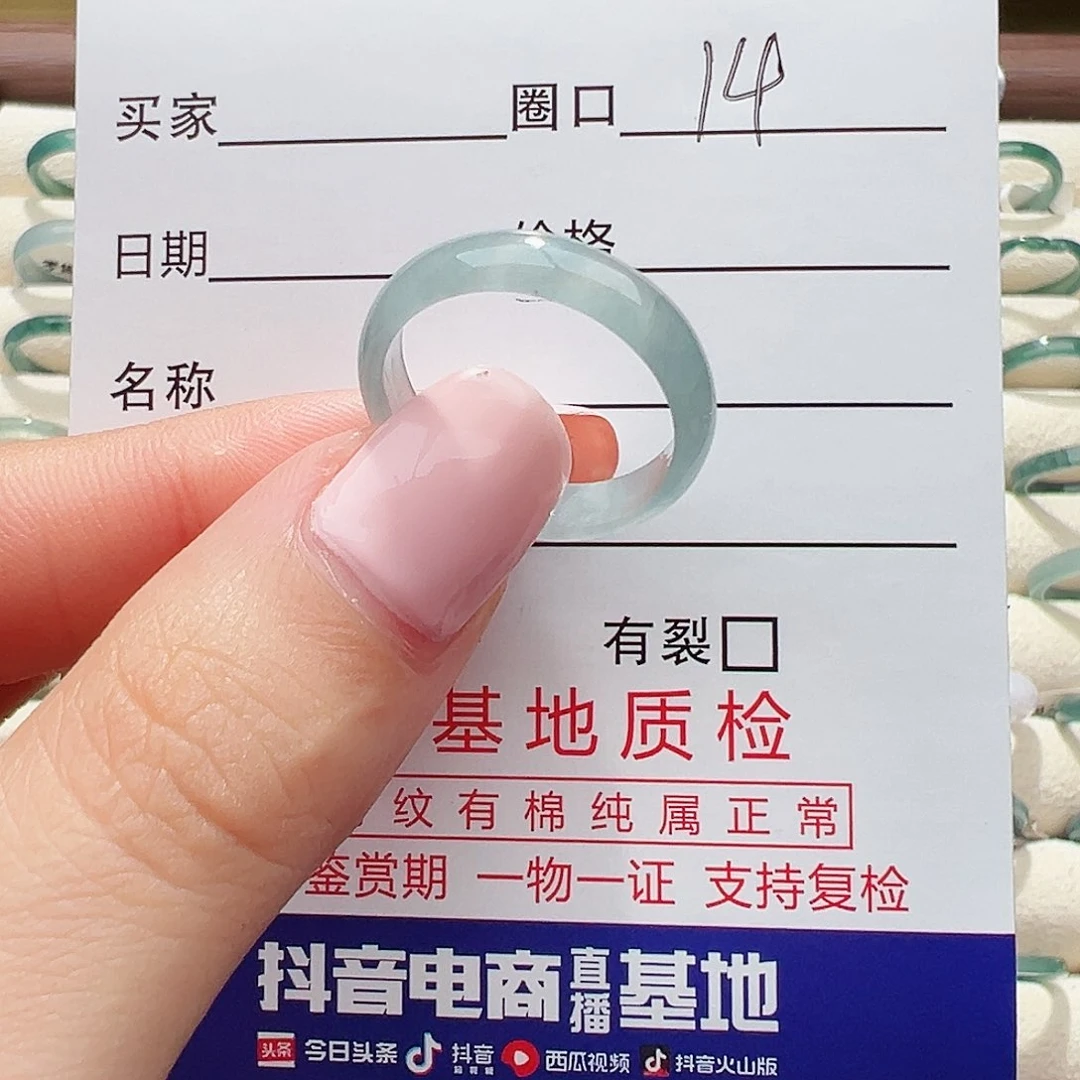 买家 圈口 14
日期 价格
名称
有裂
基地质检
纹有棉纯属正常
鉴赏期 一物一证 支持复检
抖音电商直播基地
头条 今日头条 抖音 西瓜视频 抖音火山版